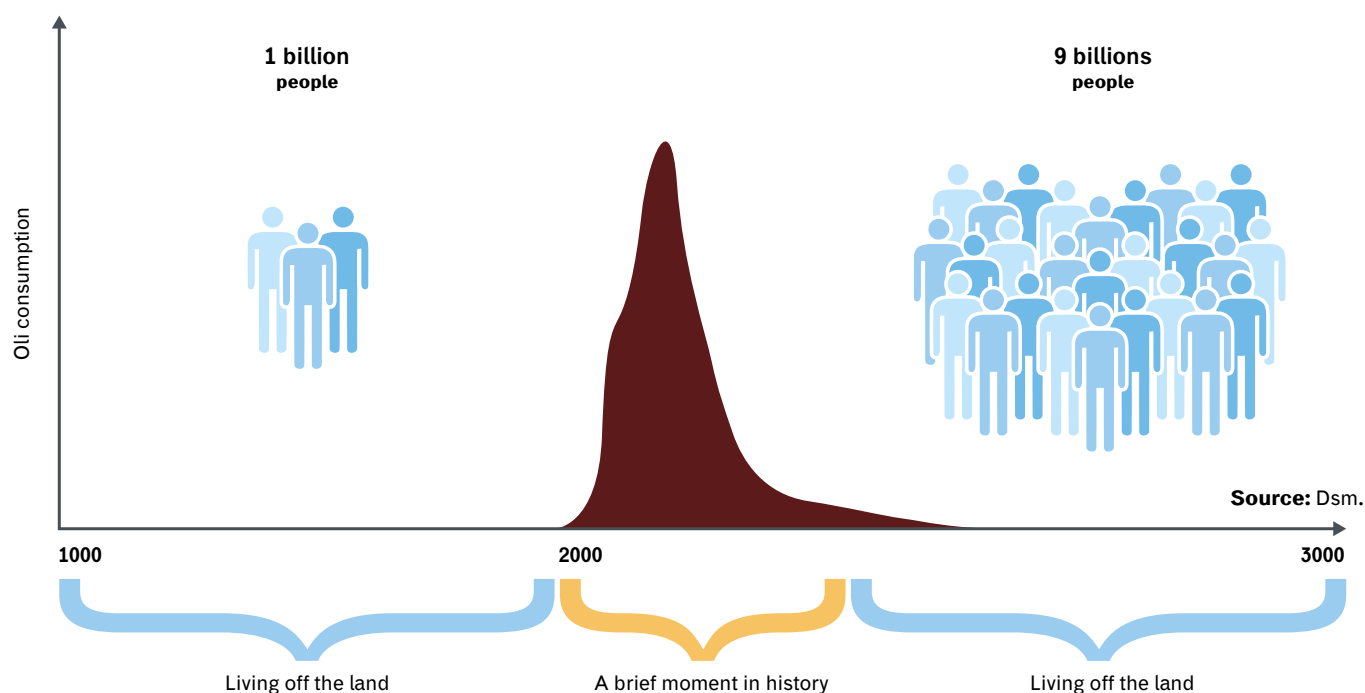 1 billion
people
9 billions
people
Oli consumption
Source: Dsm.
1000
2000
3000
Living off the land
A brief moment in history
Living off the land